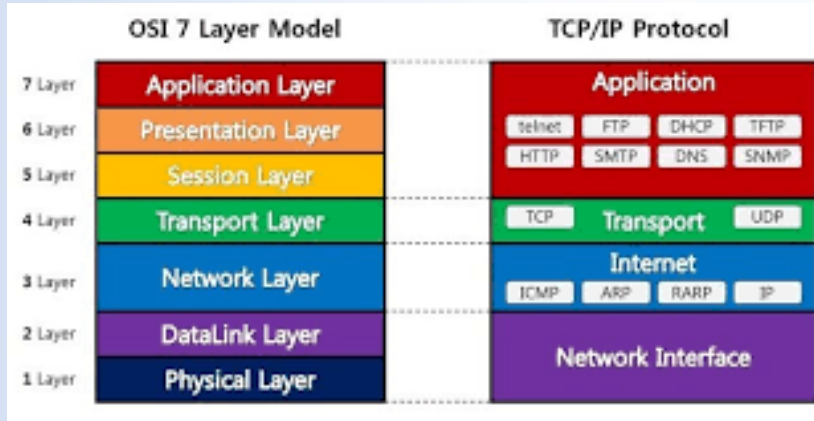 OSI 7 Layer Model
TCP/IP Protocol
7 Layer
Application Layer
Application
6 Layer
Presentation Layer
telnet FTP DHCP TFTP
HTTP SMTP DNS SNMP
5 Layer
Session Layer
4 Layer
Transport Layer
TCP Transport UDP
3 Layer
Network Layer
Internet
ICMP ARP RARP IP
2 Layer
DataLink Layer
Network Interface
1 Layer
Physical Layer